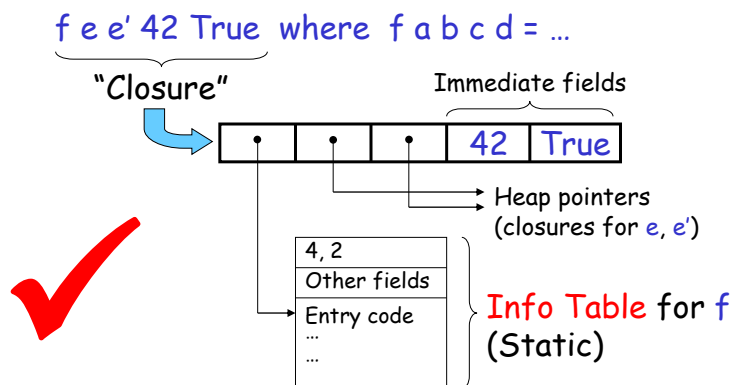 f e e’ 42 True where f a b c d = …
“Closure”
Immediate fields
42 True
Heap pointers
(closures for e, e’)
4, 2
Other fields
Entry code
…
…
Info Table for f
(Static)